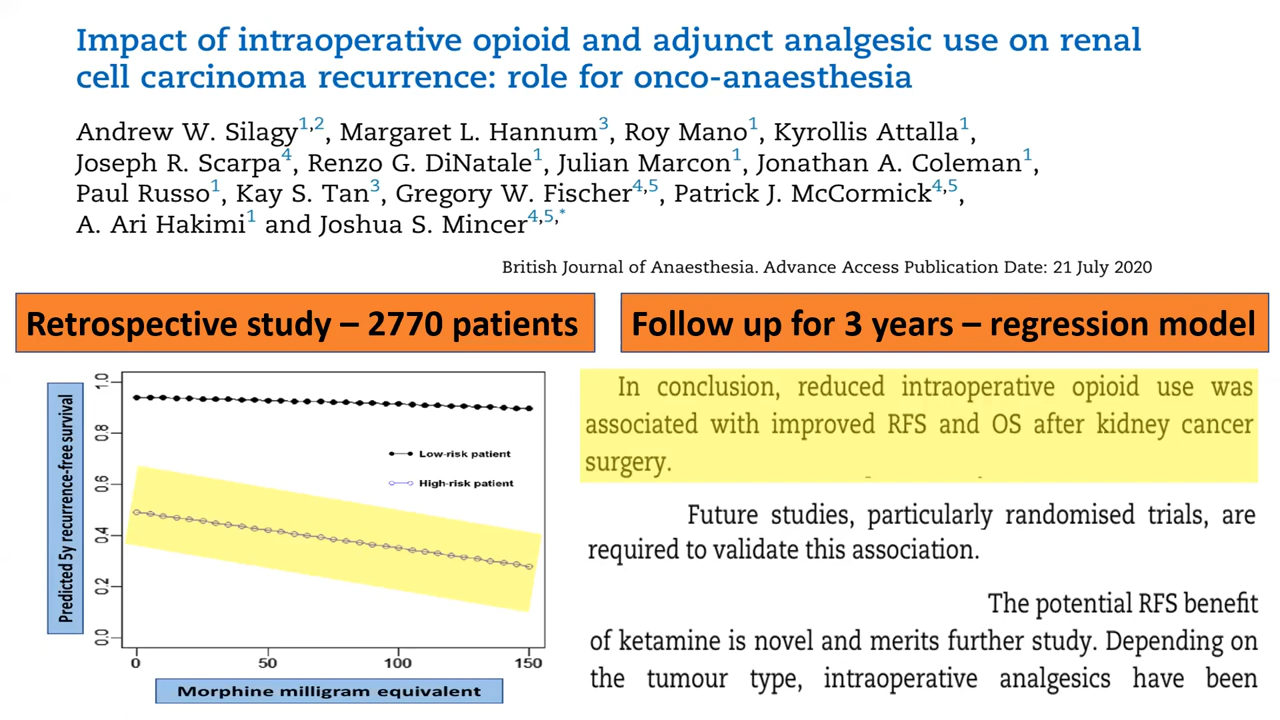 Impact of intraoperative opioid and adjunct analgesic use on renal
cell carcinoma recurrence: role for onco-anaesthesia
Andrew W. Silagy1,2, Margaret L. Hannum3, Roy Mano1, Kyrollis Attalla1,
Joseph R. Scarpa4, Renzo G. DiNatale1, Julian Marcon1, Jonathan A. Coleman1,
Paul Russo1, Kay S. Tan3, Gregory W. Fischer4,5, Patrick J. McCormick4,5,
A. Ari Hakimi1 and Joshua S. Mincer4,5,*
British Journal of Anaesthesia. Advance Access Publication Date: 21 July 2020
Retrospective study – 2770 patients
Follow up for 3 years – regression model
Predicted 5y recurrence-free survival
1.0
0.8
0.6
0.4
0.2
0.0
Low-risk patient
High-risk patient
0 50 100 150
Morphine milligram equivalent
In conclusion, reduced intraoperative opioid use was
associated with improved RFS and OS after kidney cancer
surgery.
Future studies, particularly randomised trials, are
required to validate this association.
The potential RFS benefit
of ketamine is novel and merits further study. Depending on
the tumour type, intraoperative analgesics have been